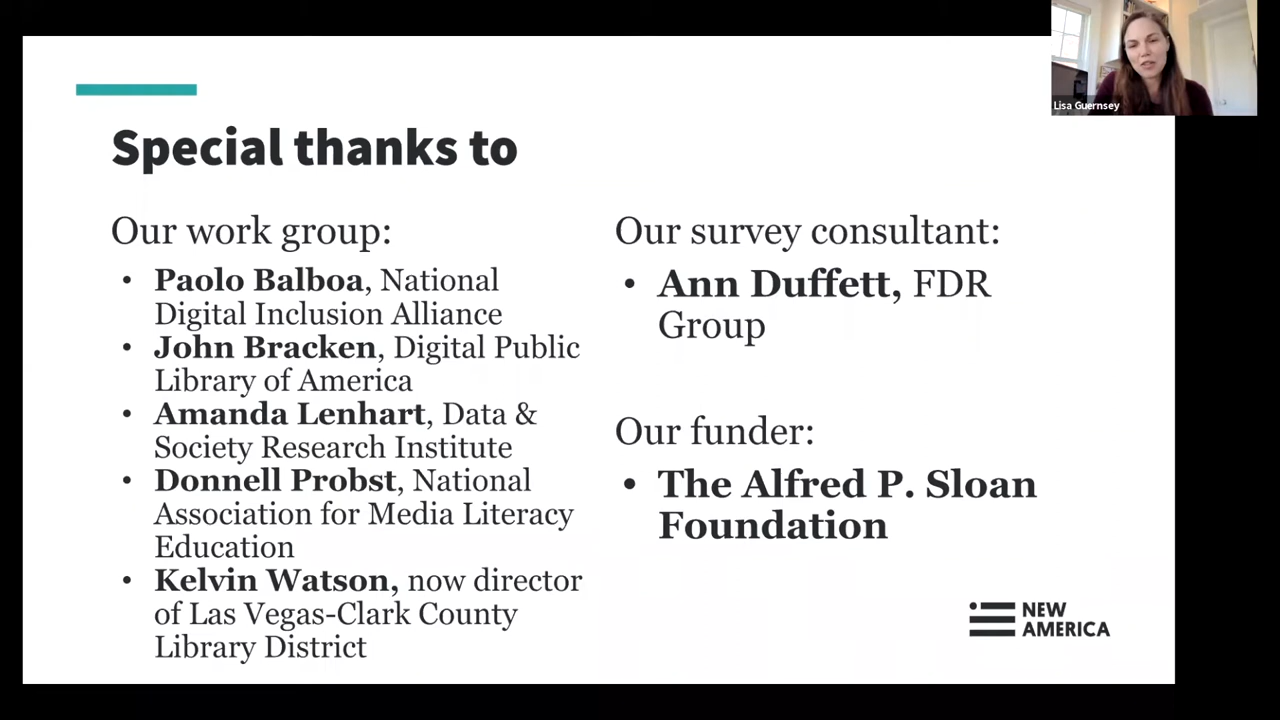 Lisa Guernsey
Special thanks to
Our work group:
• Paolo Balboa, National
Digital Inclusion Alliance
• John Bracken, Digital Public
Library of America
• Amanda Lenhart, Data &
Society Research Institute
• Donnell Probst, National
Association for Media Literacy
Education
• Kelvin Watson, now director
of Las Vegas-Clark County
Library District
Our survey consultant:
• Ann Duffett, FDR
Group
Our funder:
• The Alfred P. Sloan
Foundation
NEW
AMERICA